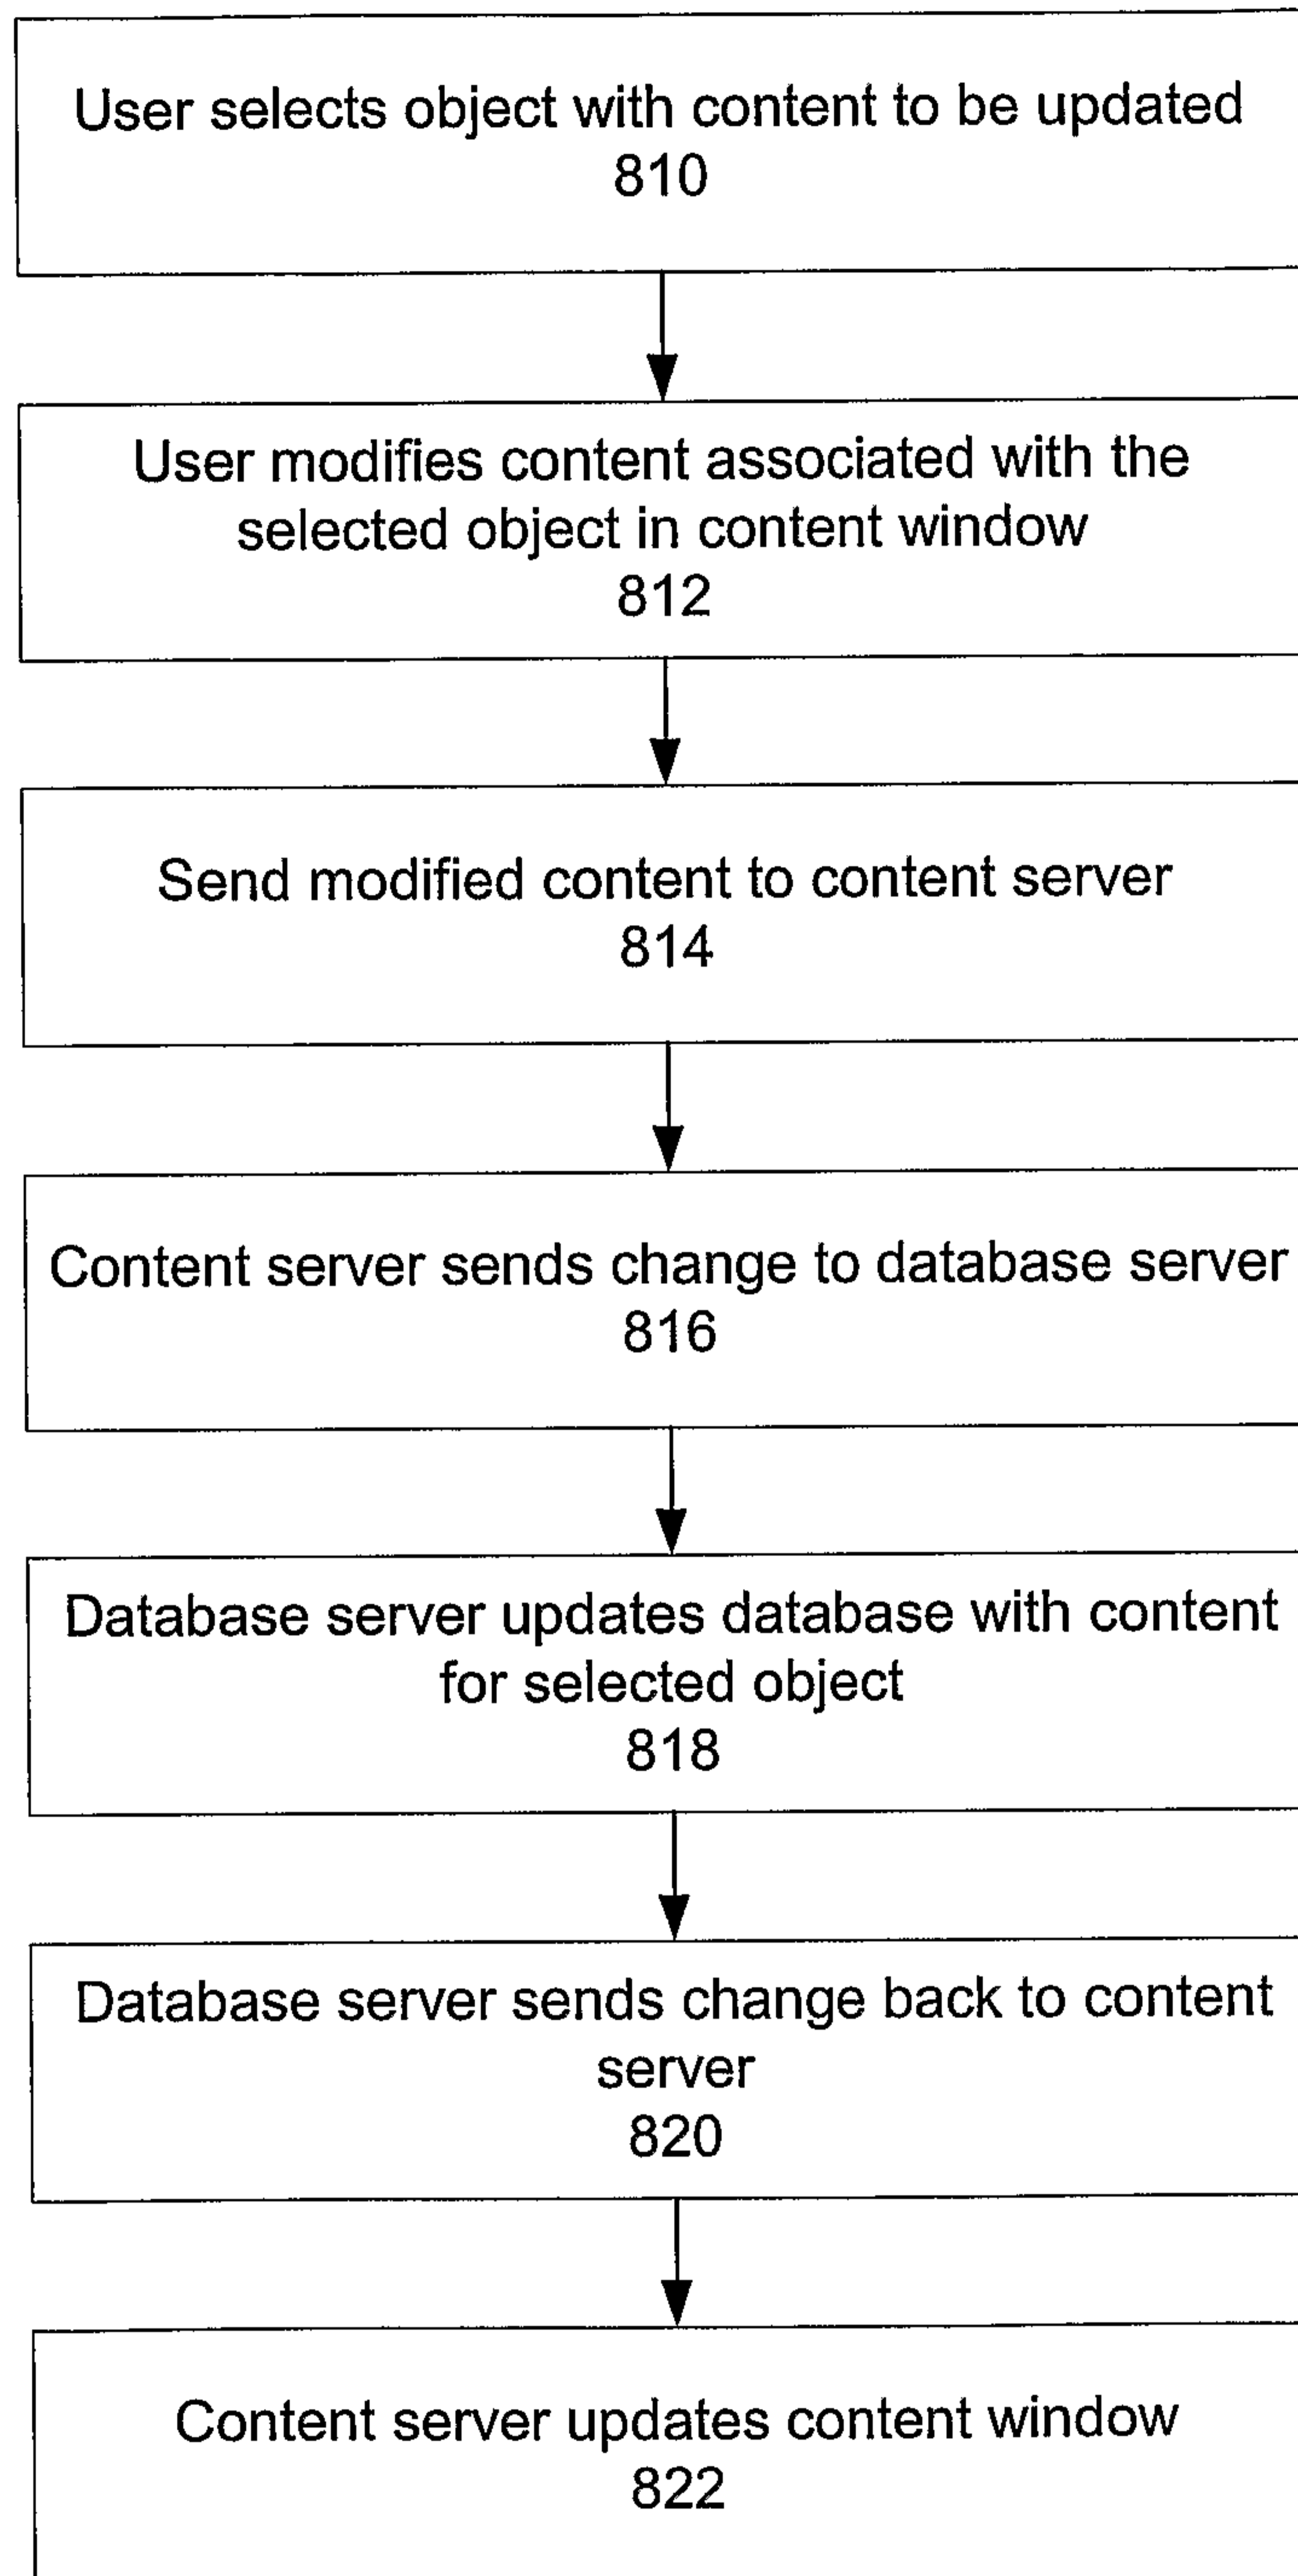 User selects object with content to be updated
810
User modifies content associated with the
selected object in content window
812
Send modified content to content server
814
Content server sends change to database server
816
Database server updates database with content
for selected object
818
Database server sends change back to content
server
820
Content server updates content window
822